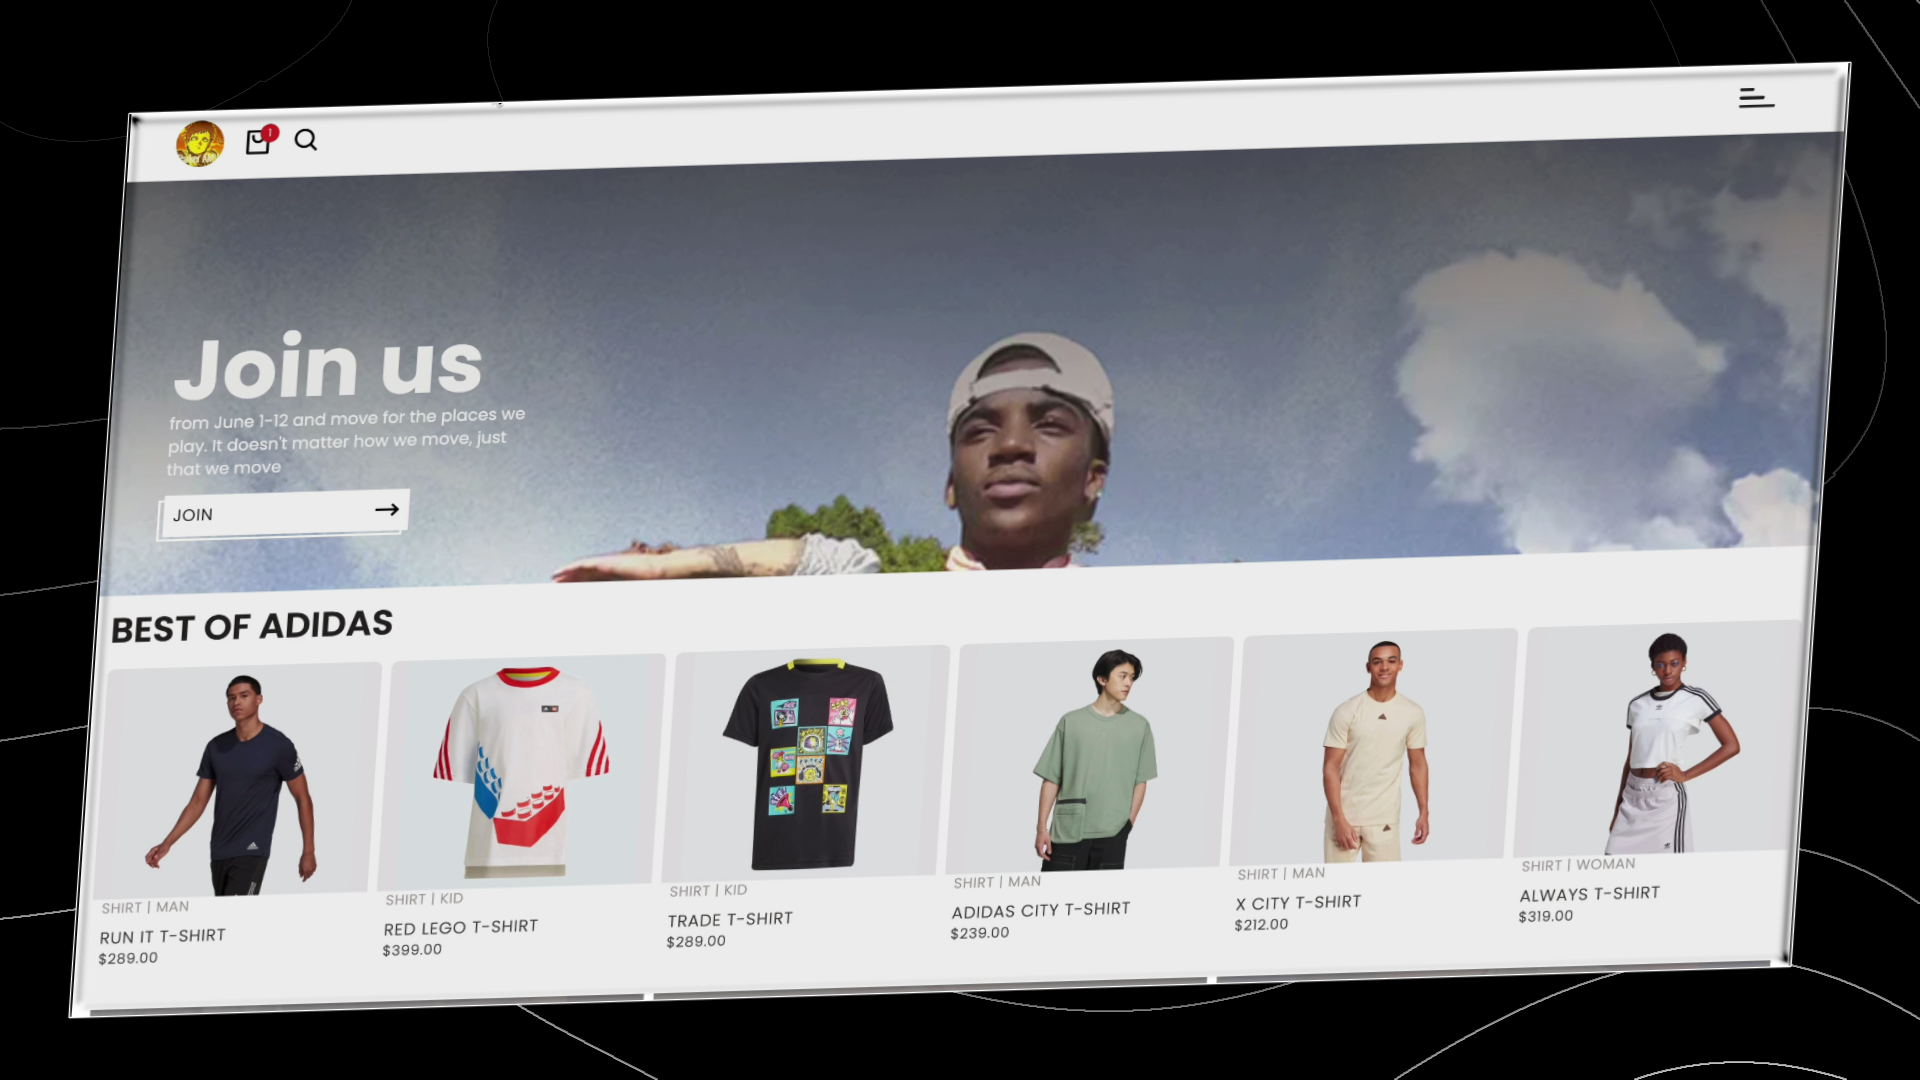 1
Join us
from June 1-12 and move for the places we
play. It doesn't matter how we move, just
that we move
JOIN
BEST OF ADIDAS
SHIRT | MAN
RUN IT T-SHIRT
$289.00
SHIRT | KID
RED LEGO T-SHIRT
$399.00
SHIRT | KID
TRADE T-SHIRT
$289.00
SHIRT | MAN
ADIDAS CITY T-SHIRT
$239.00
SHIRT | MAN
X CITY T-SHIRT
$212.00
SHIRT | WOMAN
ALWAYS T-SHIRT
$319.00